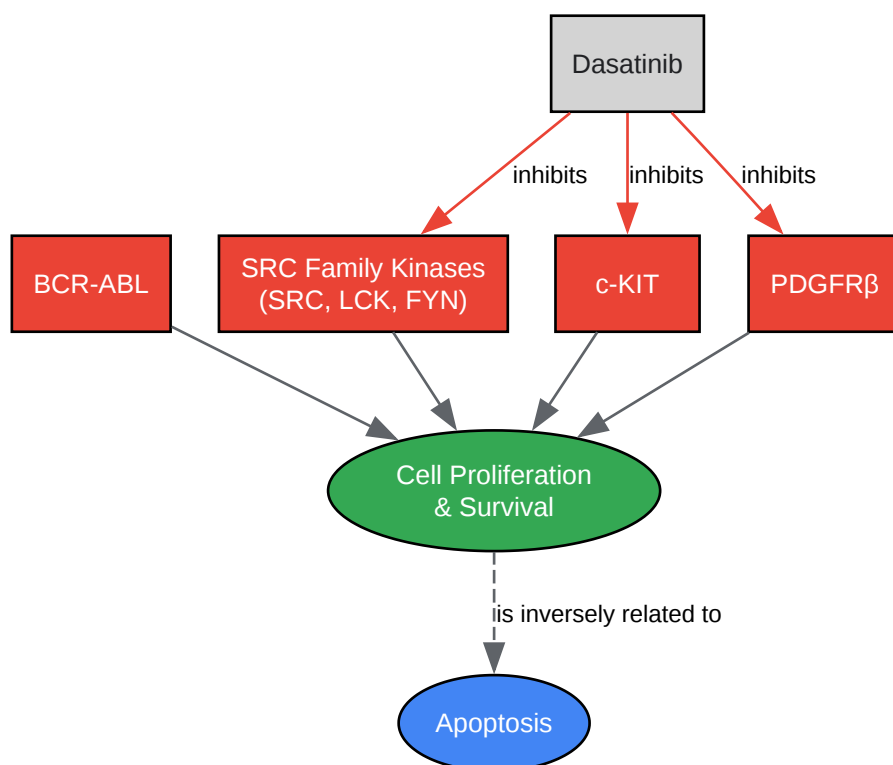 Dasatinib
inhibits
inhibits
inhibits
BCR-ABL
SRC Family Kinases
(SRC, LCK, FYN)
c-KIT
PDGFRβ
Cell Proliferation
& Survival
is inversely related to
Apoptosis